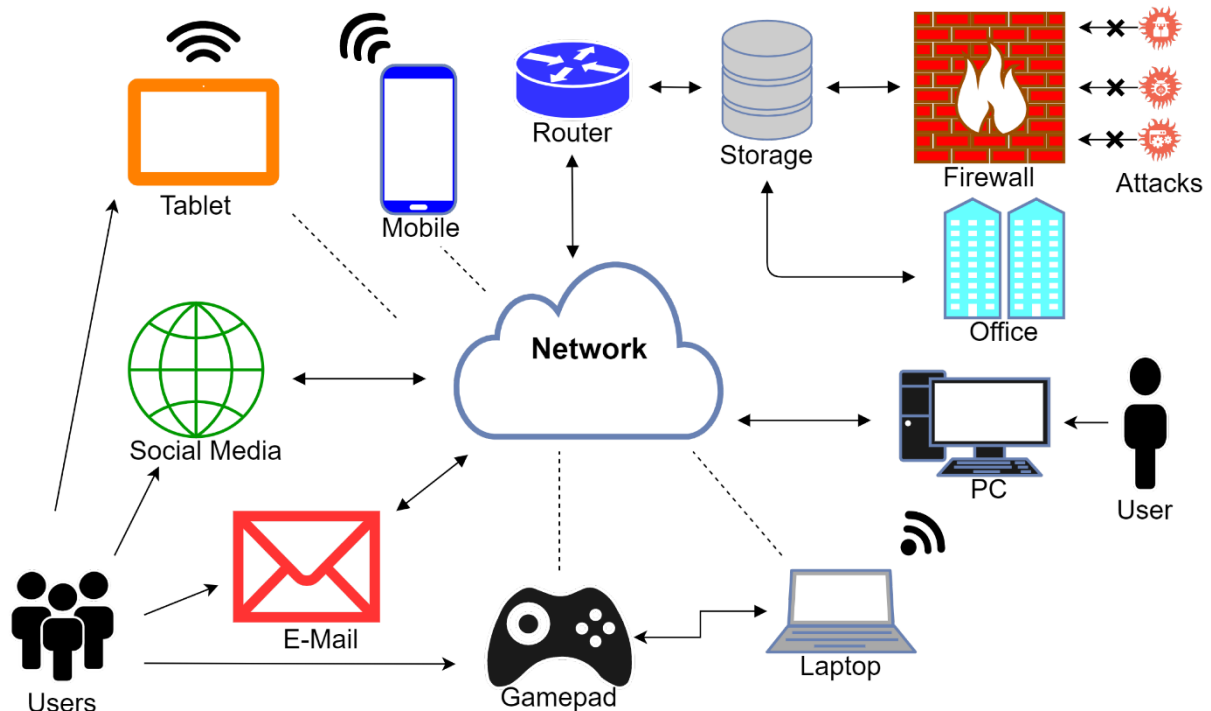 Router
Storage
Firewall
Attacks
Tablet
Mobile
Office
Network
Social Media
PC
User
E-Mail
Laptop
Gamepad
Users